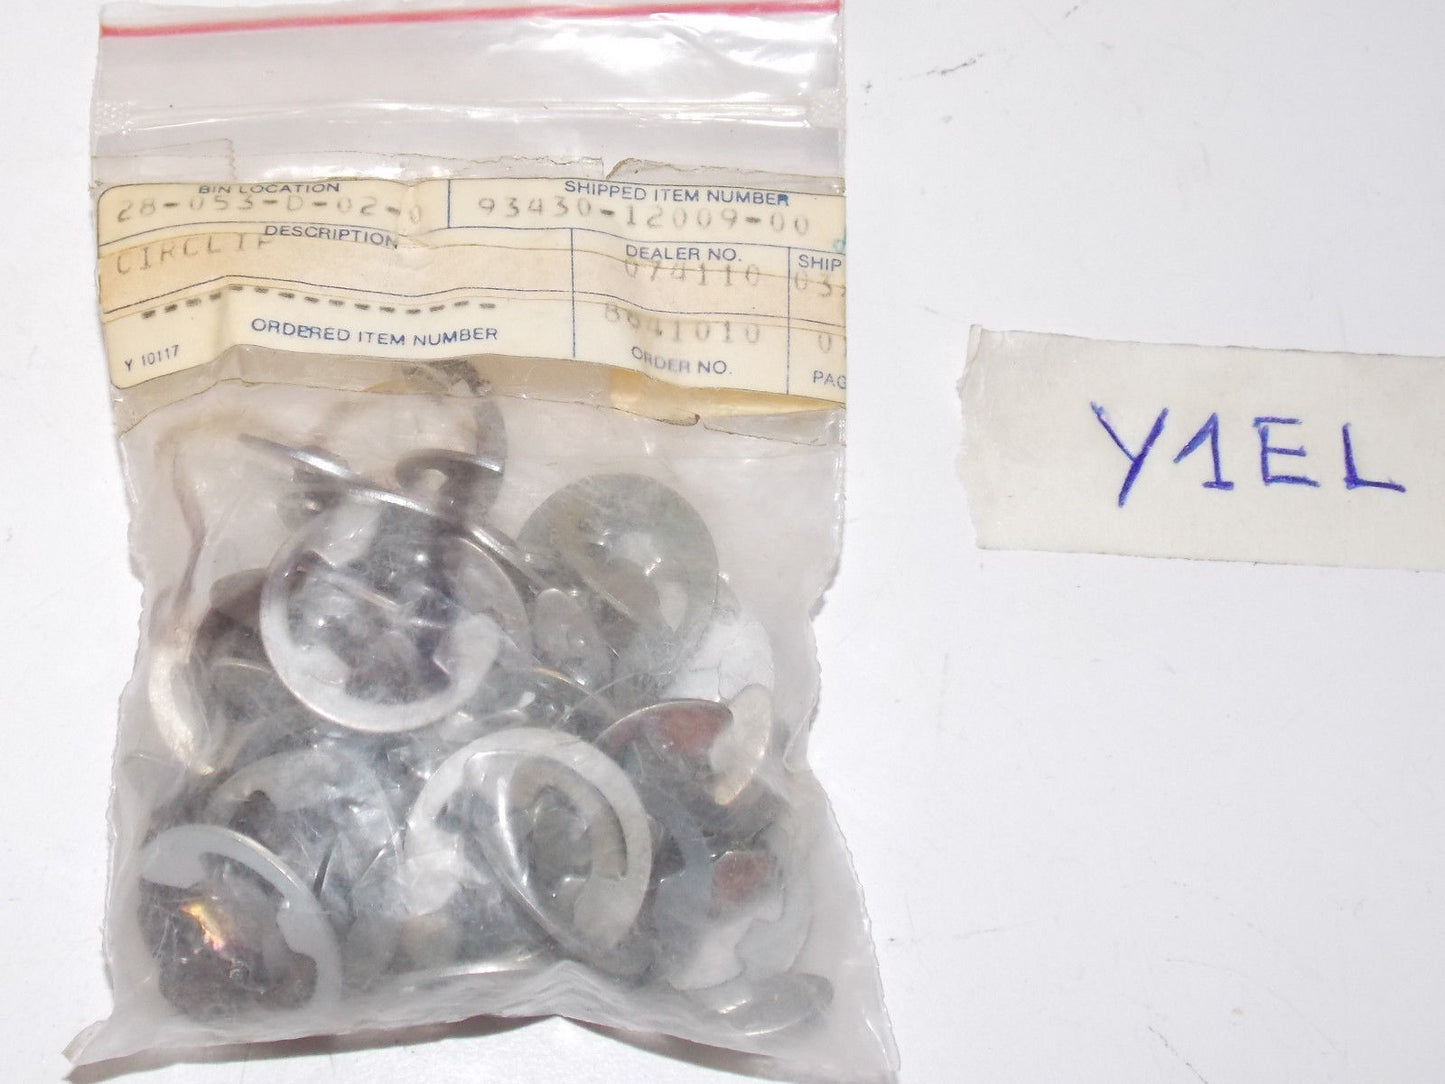 BIN LOCATION
SHIPPED ITEM NUMBER
28-053-D-02-0
93430-12009-00
DESCRIPTION
DEALER NO.
SHIP
CIRCLIP
074110
ORDERED ITEM NUMBER
8641010
Y 10117
ORDER NO.
PAG
Y1EL